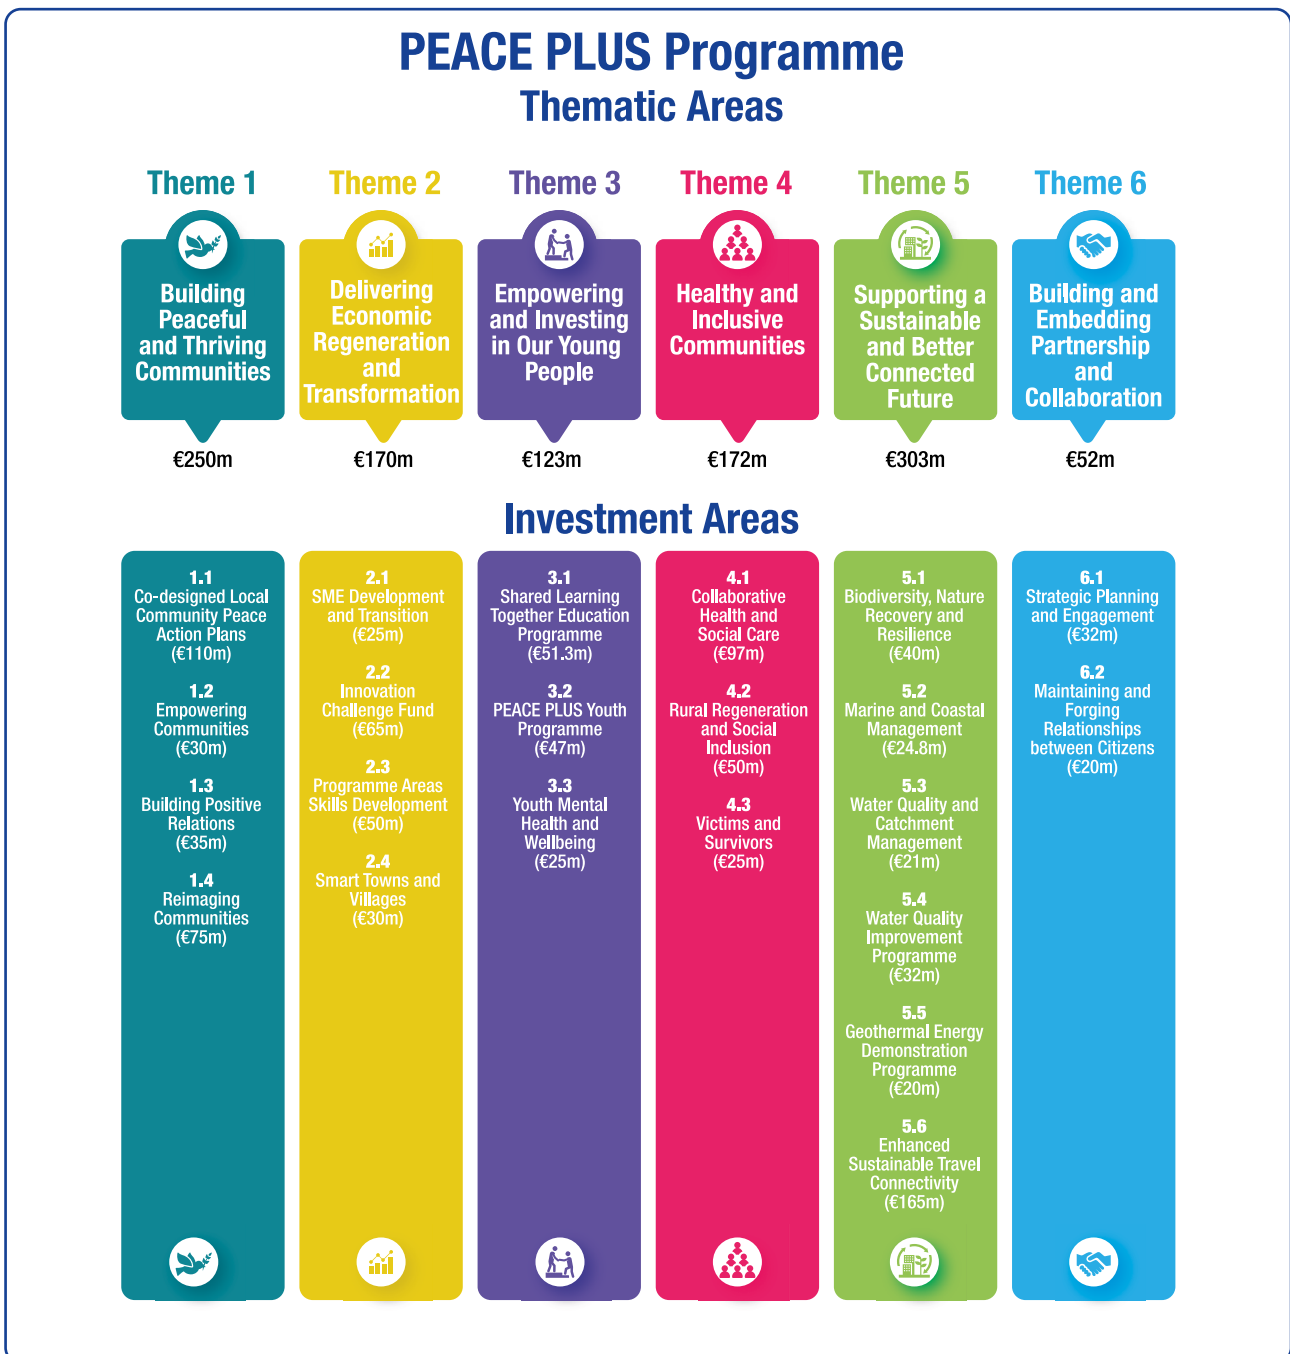 PEACE PLUS Programme
Thematic Areas
Theme 1
Building
Peaceful
and Thriving
Communities
€250m
Theme 2
Delivering
Economic
Regeneration
and
Transformation
€170m
Theme 3
Empowering
and Investing
in Our Young
People
€123m
Theme 4
Healthy and
Inclusive
Communities
€172m
Theme 5
Supporting a
Sustainable
and Better
Connected
Future
€303m
Theme 6
Building and
Embedding
Partnership
and
Collaboration
€52m
Investment Areas
1.1
Co-designed Local
Community Peace
Action Plans
(€110m)
1.2
Empowering
Communities
(€30m)
1.3
Building Positive
Relations
(€35m)
1.4
Reimaging
Communities
(€75m)
2.1
SME Development
and Transition
(€25m)
2.2
Innovation
Challenge Fund
(€65m)
2.3
Programme Areas
Skills Development
(€50m)
2.4
Smart Towns and
Villages
(€30m)
3.1
Shared Learning
Together Education
Programme
(€51.3m)
3.2
PEACE PLUS Youth
Programme
(€47m)
3.3
Youth Mental
Health and
Wellbeing
(€25m)
4.1
Collaborative
Health and
Social Care
(€97m)
4.2
Rural Regeneration
and Social
Inclusion
(€50m)
4.3
Victims and
Survivors
(€25m)
5.1
Biodiversity, Nature
Recovery and
Resilience
(€40m)
5.2
Marine and Coastal
Management
(€24.8m)
5.3
Water Quality and
Catchment
Management
(€21m)
5.4
Water Quality
Improvement
Programme
(€32m)
5.5
Geothermal Energy
Demonstration
Programme
(€20m)
5.6
Enhanced
Sustainable Travel
Connectivity
(€165m)
6.1
Strategic Planning
and Engagement
(€32m)
6.2
Maintaining and
Forging
Relationships
between Citizens
(€20m)